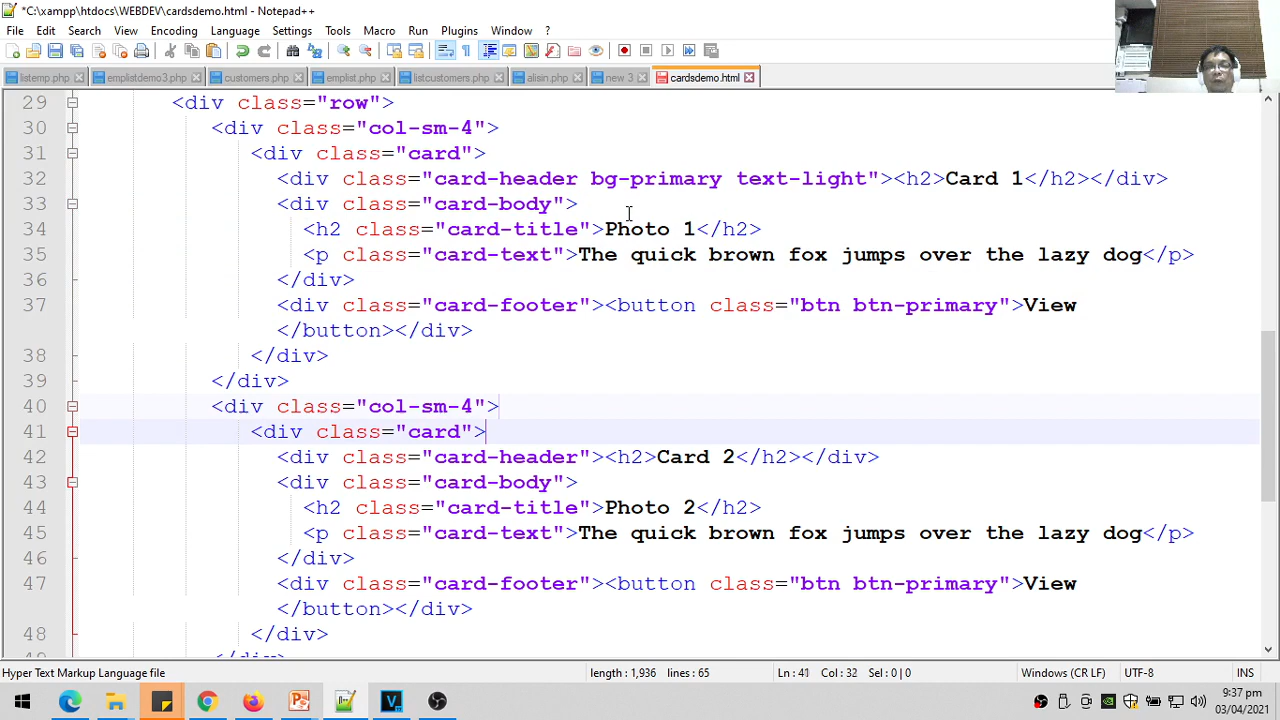 *C:\xampp\htdocs\WEBDEV\cardsdemo.html - Notepad++
File Edit Search View Encoding Language Settings Tools Macro Run Plugins Window ?
enrlistdemo3.php customers.php emplist.php new 3 cardsdemo.html
29 <div class="row">
30 <div class="col-sm-4">
31 <div class="card">
32 <div class="card-header bg-primary text-light"><h2>Card 1</h2></div>
33 <div class="card-body">
34 <h2 class="card-title">Photo 1</h2>
35 <p class="card-text">The quick brown fox jumps over the lazy dog</p>
36 </div>
37 <div class="card-footer"><button class="btn btn-primary">View
</button></div>
38 </div>
39 </div>
40 <div class="col-sm-4">
41 <div class="card">
42 <div class="card-header"><h2>Card 2</h2></div>
43 <div class="card-body">
44 <h2 class="card-title">Photo 2</h2>
45 <p class="card-text">The quick brown fox jumps over the lazy dog</p>
46 </div>
47 <div class="card-footer"><button class="btn btn-primary">View
</button></div>
48 </div>
Hyper Text Markup Language file length : 1,936 lines : 65 Ln : 41 Col : 32 Sel : 0 | 0 Windows (CR LF) UTF-8 INS
9:37 pm
03/04/2021